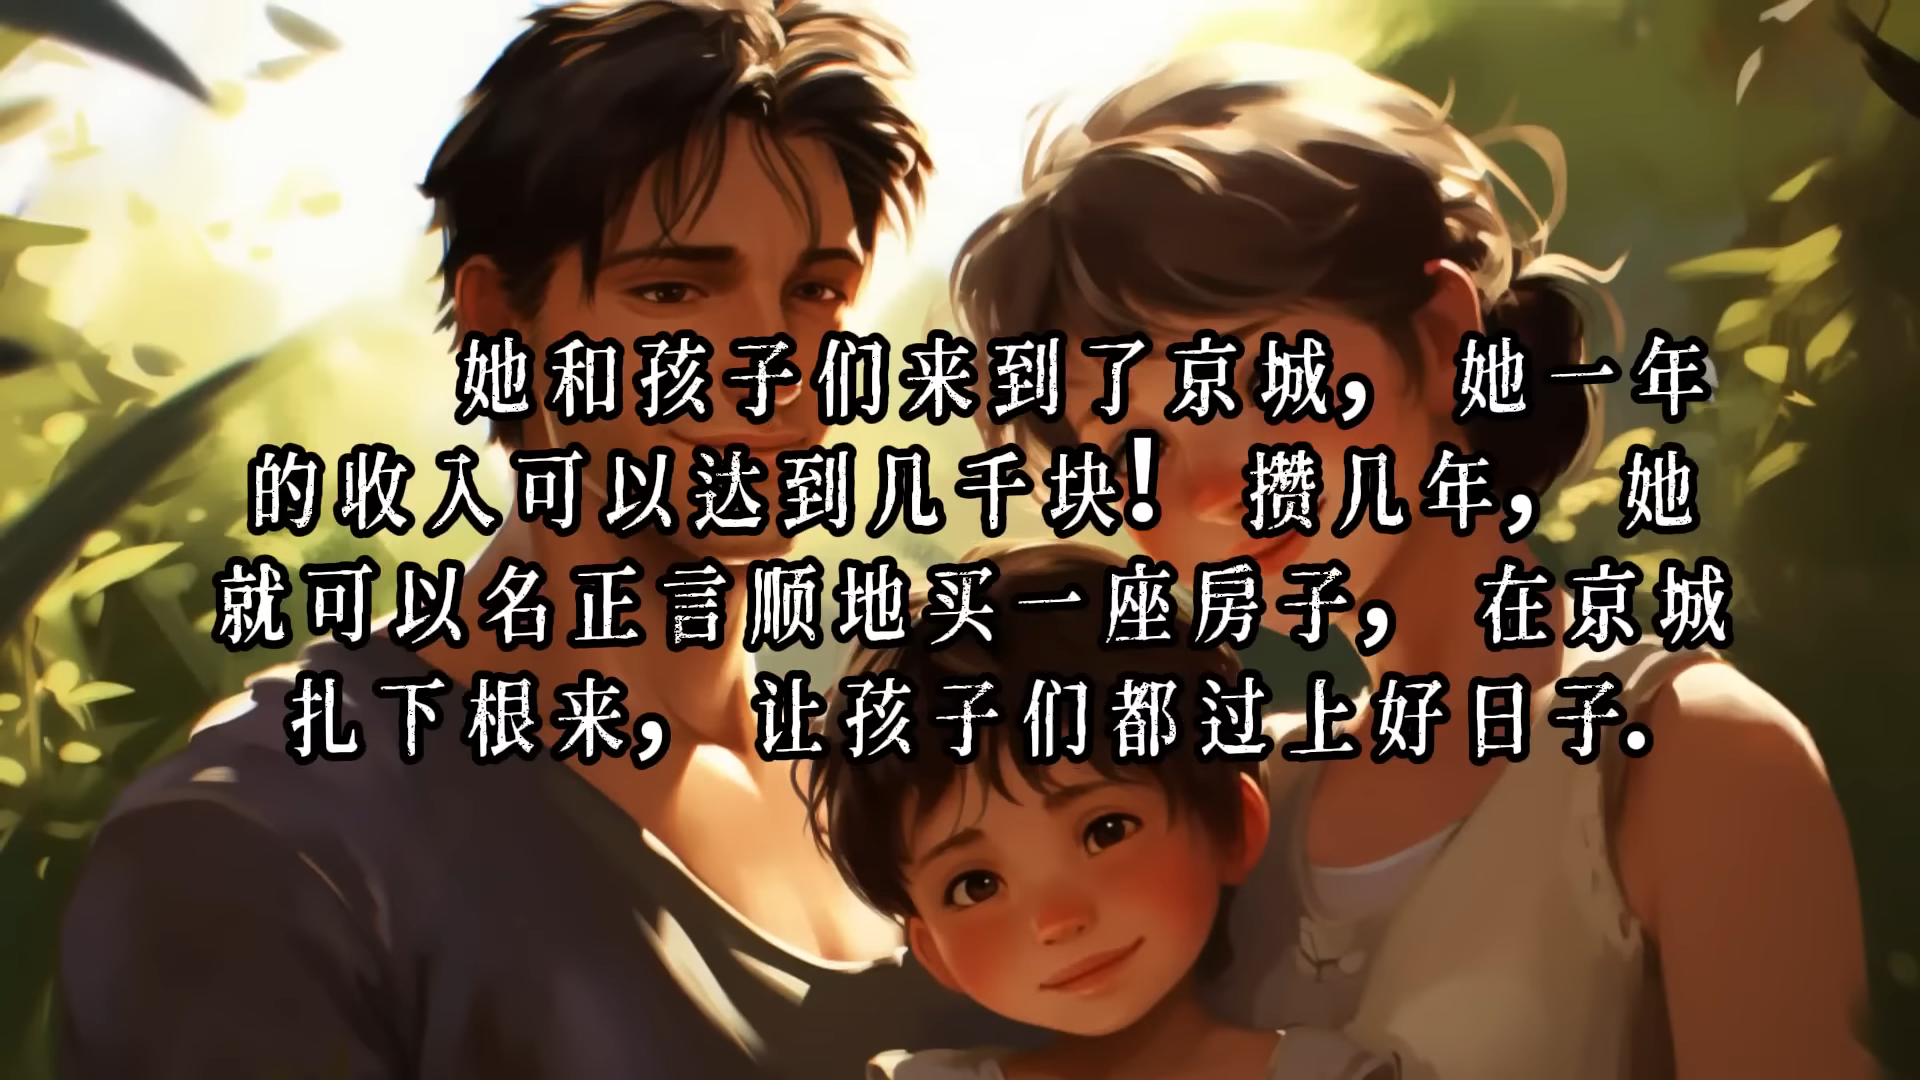 她和孩子们来到了京城, 她一年
的收入可以达到几千块! 攒几年, 她
就可以名正言顺地买一座房子, 在京城
扎下根来, 让孩子们都过上好日子.